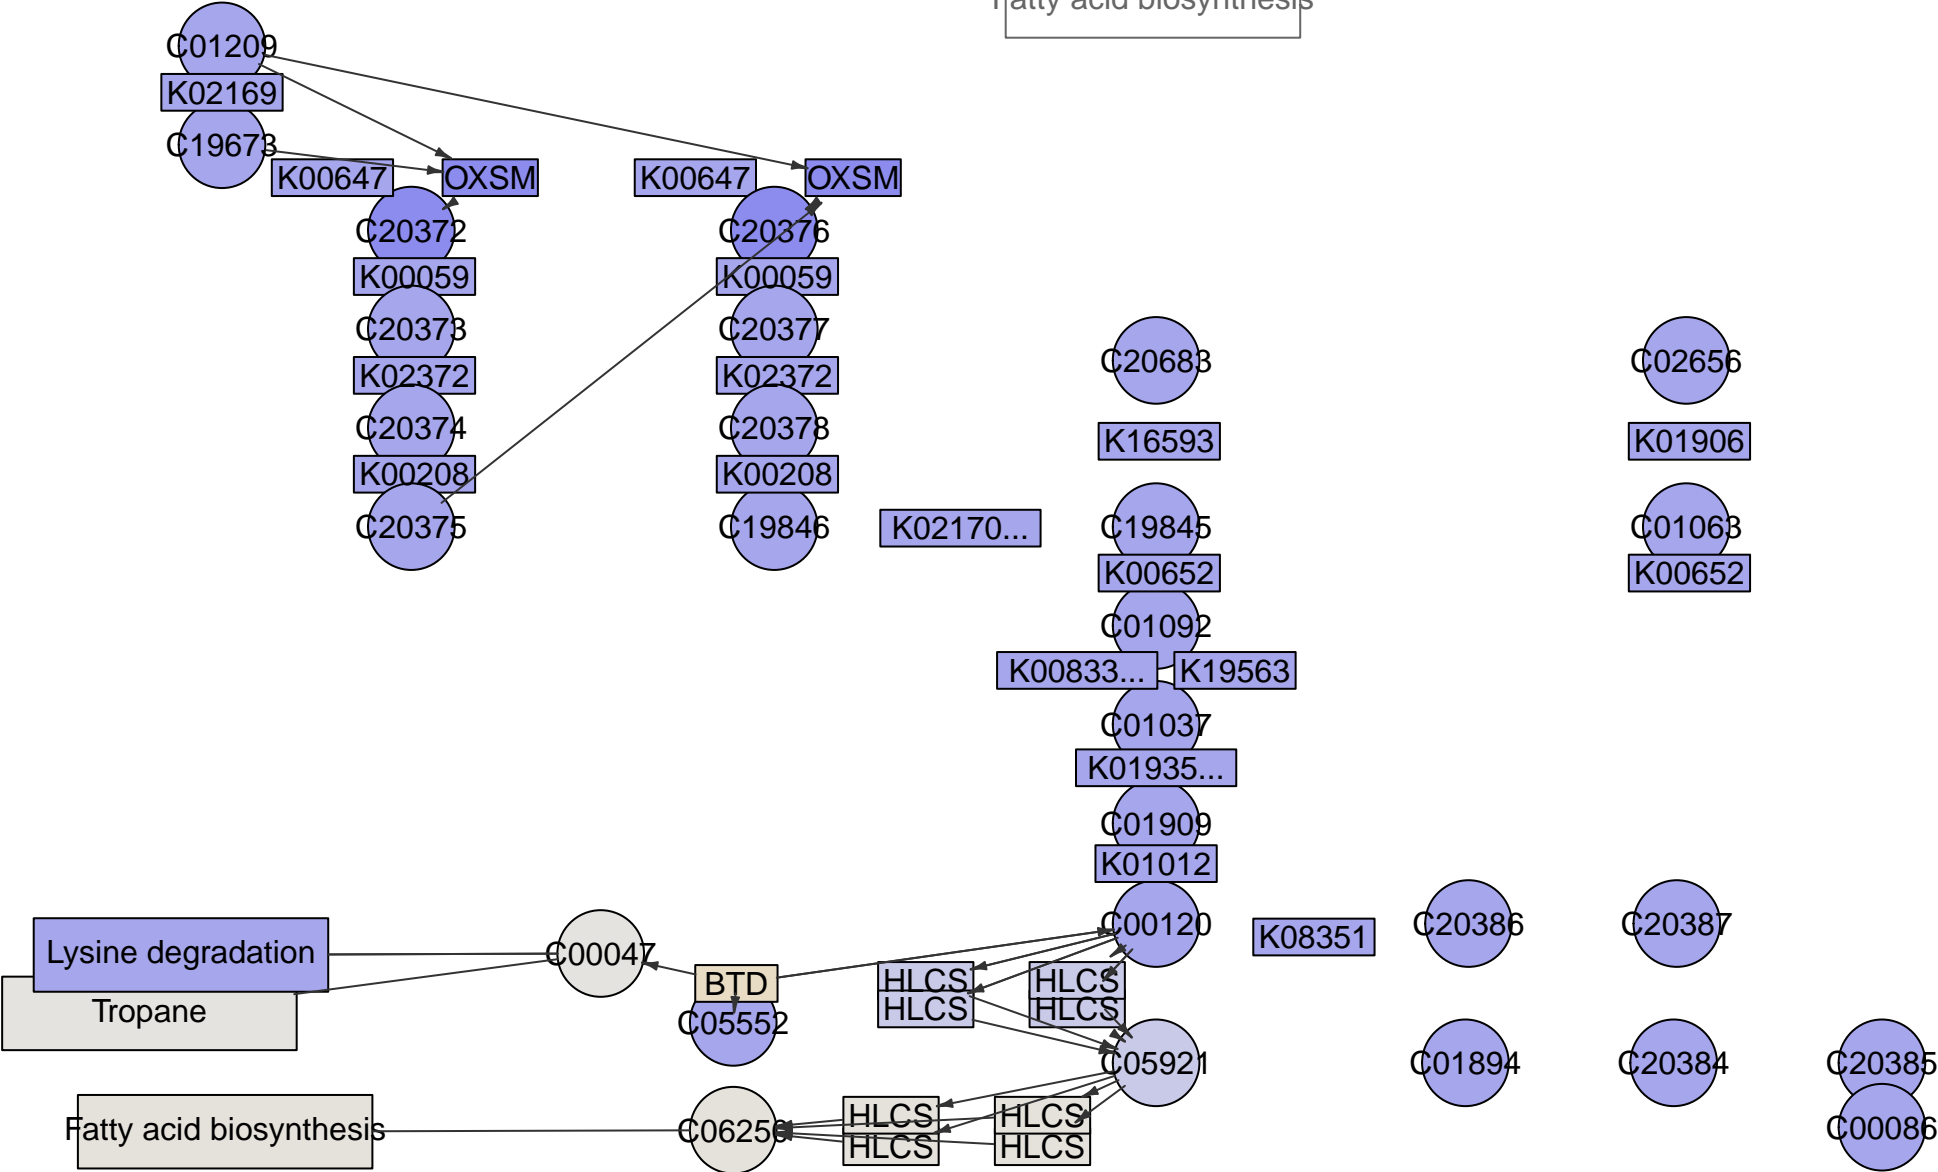 Fatty acid biosynthesis
C01209
K02169
C19673
K00647
OXSM
K00647
OXSM
C20372
C20376
K00059
K00059
C20373
C20377
C20683
C02656
K02372
K02372
C20374
C20378
K16593
K01906
K00208
K00208
C20375
C19846
K02170...
C19845
C01063
K00652
K00652
C01092
K00833...
K19563
C01037
K01935...
C01909
K01012
C00120
K08351
C20386
C20387
Lysine degradation
C00047
BTD
HLCS
HLCS
Tropane
C05552
HLCS
HLCS
C05921
C01894
C20384
C20385
Fatty acid biosynthesis
C06250
HLCS
HLCS
C00086
HLCS
HLCS